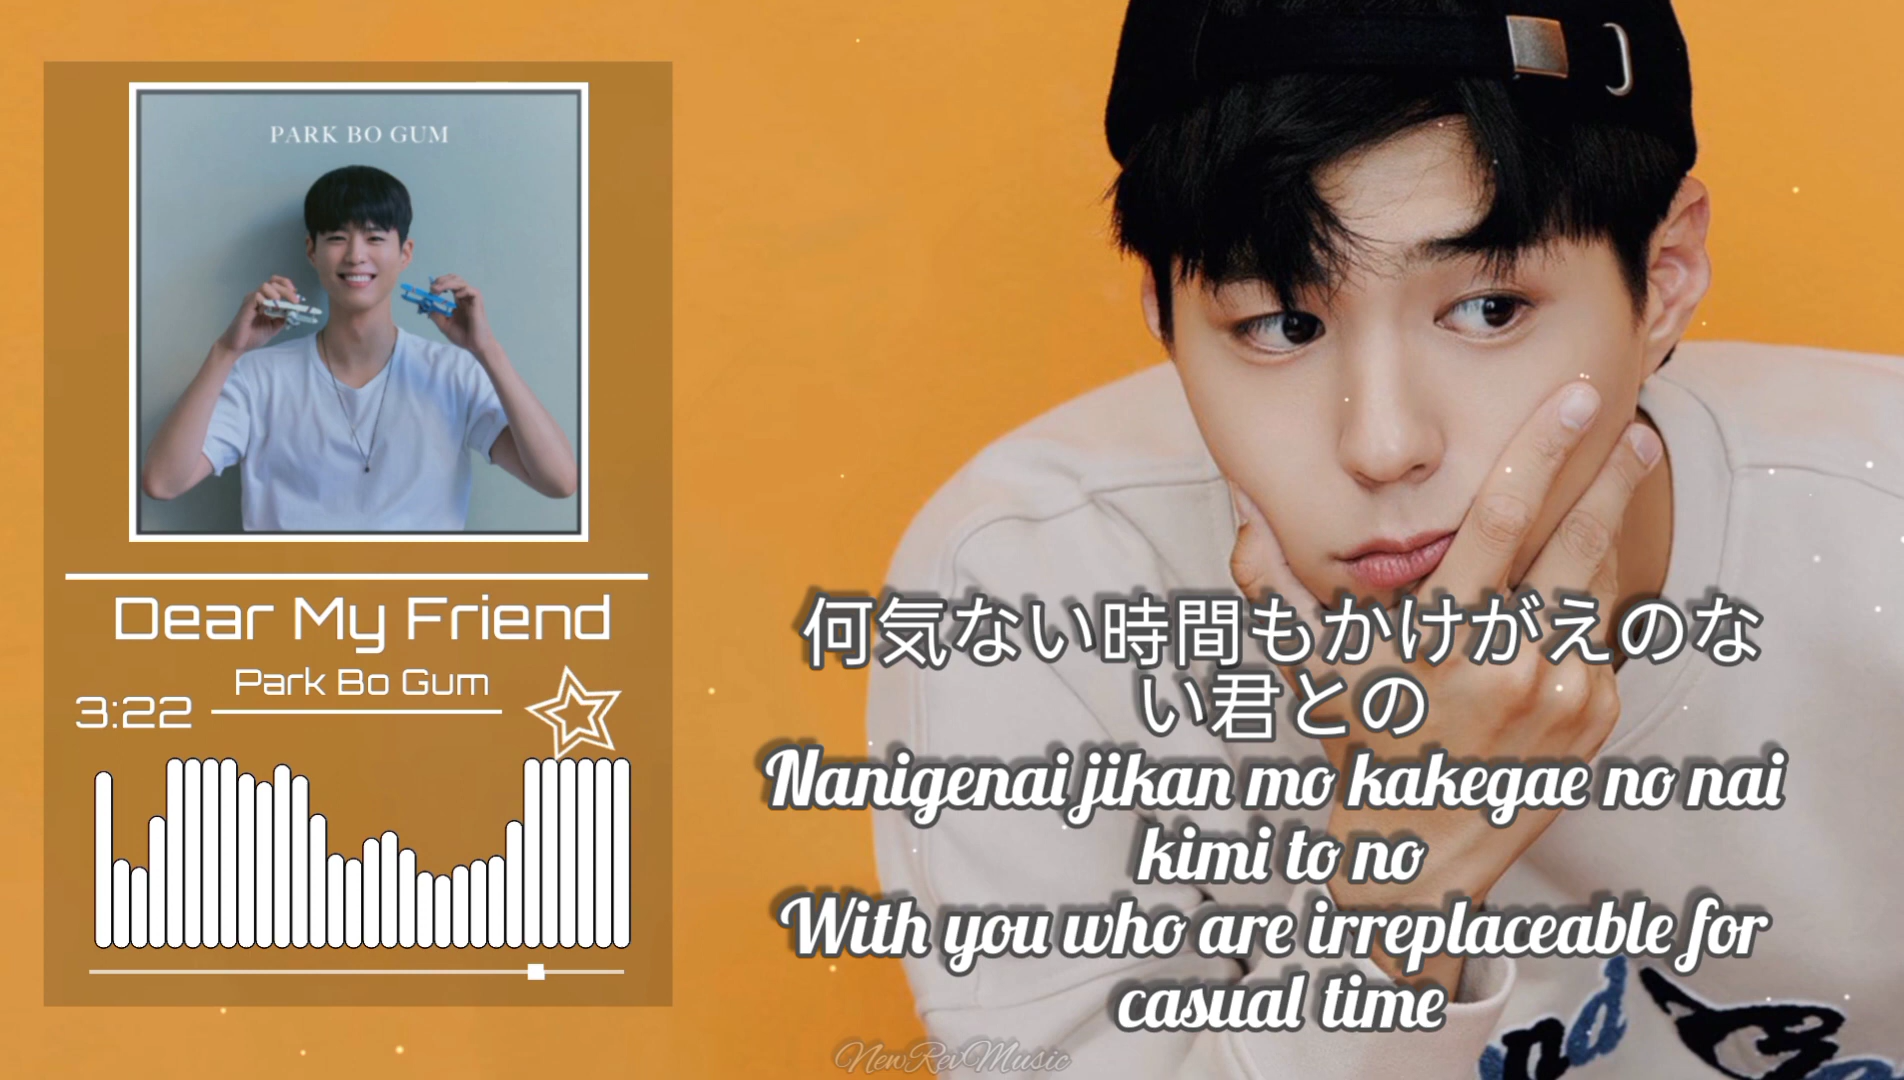 PARK BO GUM
Dear My Friend
Park Bo Gum
3:22
何気ない時間もかけがえのな
い君との
Nanigenai jikan mo kakegae no nai
kimi to no
With you who are irreplaceable for
casual time
NewReiMusic
nd